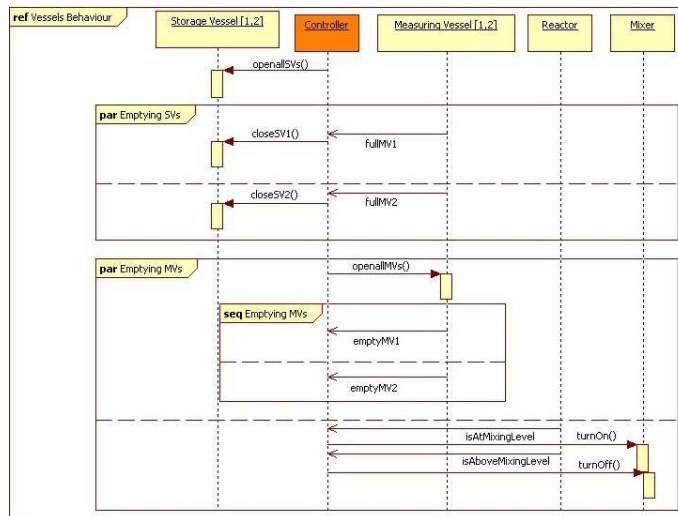 ref Vessels Behaviour
Storage Vessel [1,2]
Controller
Measuring Vessel [1,2]
Reactor
Mixer
openallSVs()
par Emptying SVs
closeSV1()
fullMV1
closeSV2()
fullMV2
par Emptying MVs
openallMVs()
seq Emptying MVs
emptyMV1
emptyMV2
isAtMixingLevel
turnOn()
isAboveMixingLevel
turnOff()